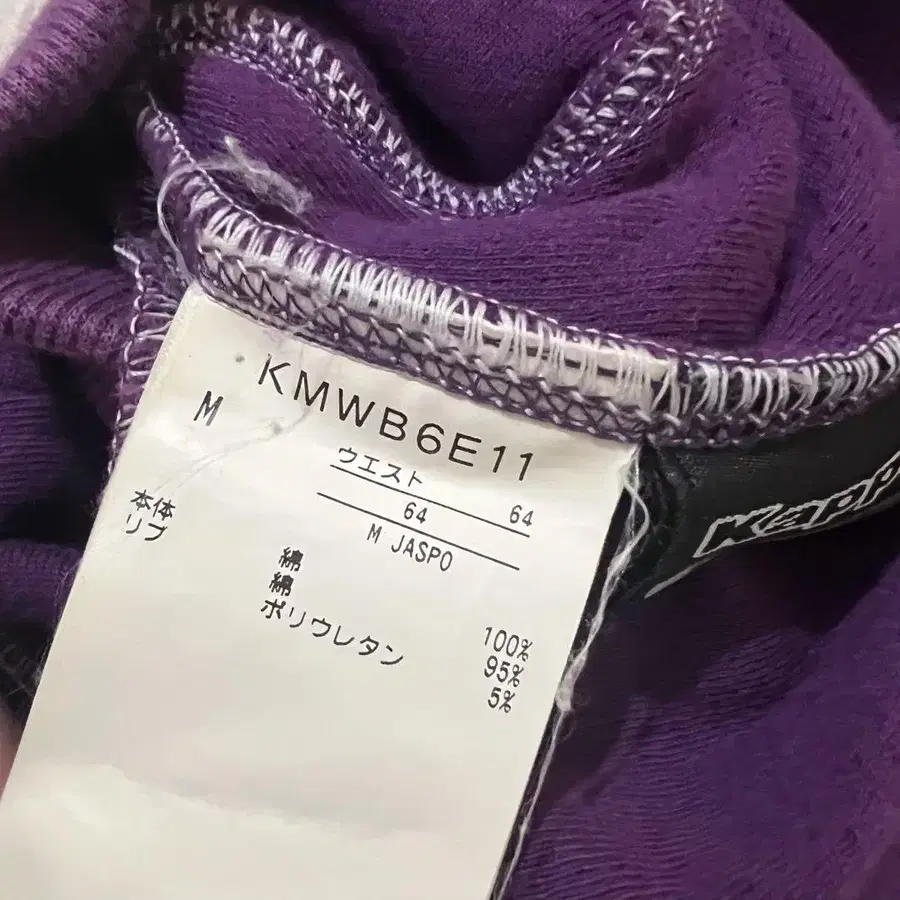 KMWB6E11
M
ウエスト
64 64
M JASPO
本体 綿 100%
リブ 綿 95%
ポリウレタン 5%
Kapp